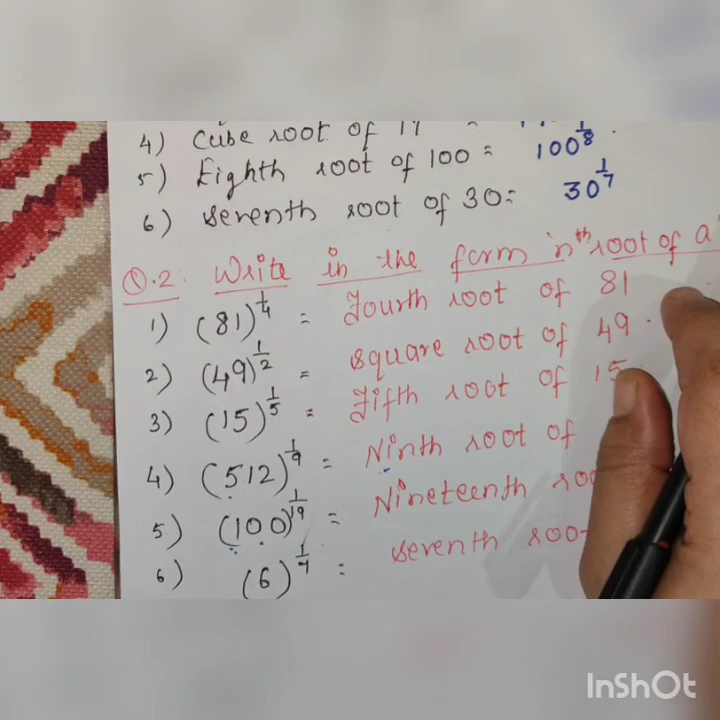 4) Cube root of 17 =
5) Eighth root of 100 = 100^1/8.
6) Seventh root of 30 = 30^1/7
Q.2. Write in the form 'nth root of a'
1) (81)^1/4 = Fourth root of 81
2) (49)^1/2 = Square root of 49.
3) (15)^1/5 = Fifth root of 15
4) (512)^1/9 = Ninth root of
5) (100)^1/19 = Nineteenth
6) (6)^1/7 = Seventh
InShOt